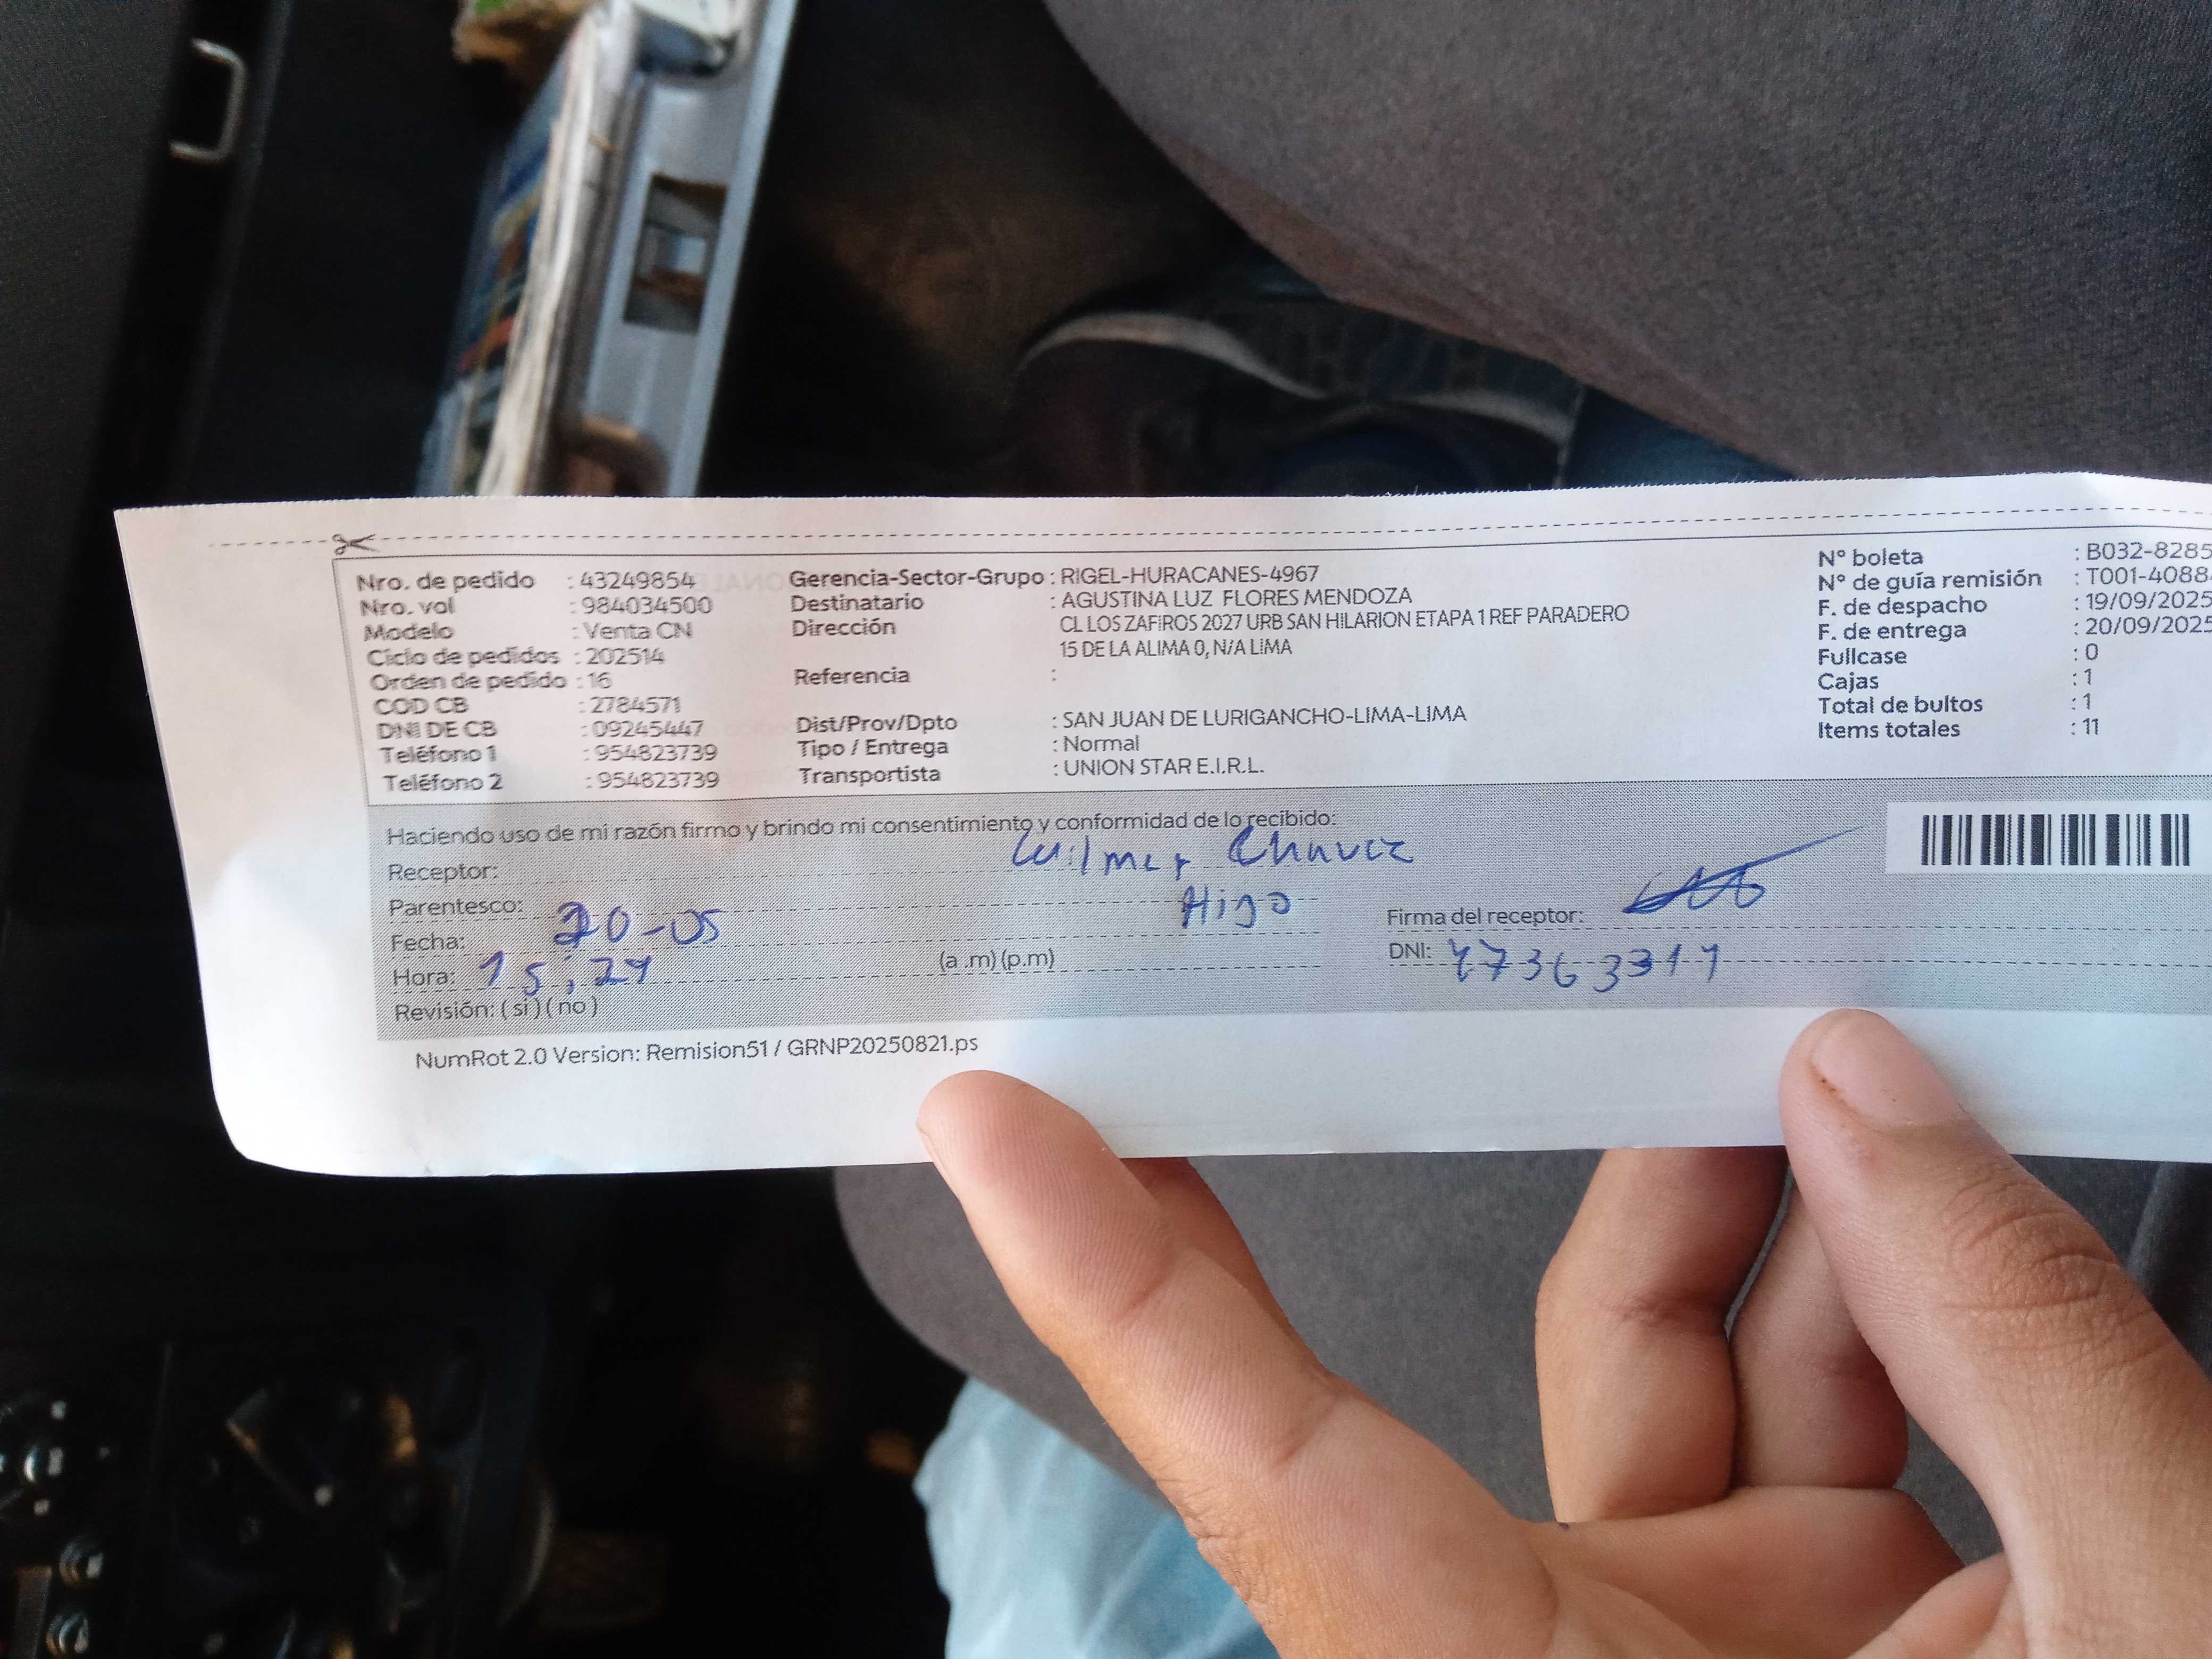 Nro. de pedido : 43249854
Nro. vol : 984034500
Modelo : Venta CN
Ciclo de pedidos : 202514
Orden de pedido : 16
COD CB : 2784571
DNI DE CB : 09245447
Teléfono 1 : 954823739
Teléfono 2 : 954823739
Gerencia-Sector-Grupo : RIGEL-HURACANES-4967
Destinatario : AGUSTINA LUZ FLORES MENDOZA
Dirección : CL LOS ZAFIROS 2027 URB SAN HILARION ETAPA 1 REF PARADERO
15 DE LA ALIMA 0, N/A LIMA
Referencia :
Dist/Prov/Dpto : SAN JUAN DE LURIGANCHO-LIMA-LIMA
Tipo / Entrega : Normal
Transportista : UNION STAR E.I.R.L.
N° boleta : B032-8285
N° de guía remisión : T001-4088
F. de despacho : 19/09/2025
F. de entrega : 20/09/2025
Fullcase : 0
Cajas : 1
Total de bultos : 1
Items totales : 11
Haciendo uso de mi razón firmo y brindo mi consentimiento y conformidad de lo recibido:
Receptor: Wilmer Chavez
Parentesco: Hijo
Fecha:
Hora: 15:24 (a .m) (p.m)
Revisión: ( si ) ( no )
Firma del receptor:
DNI:
NumRot 2.0 Version: Remision51 / GRNP20250821.ps